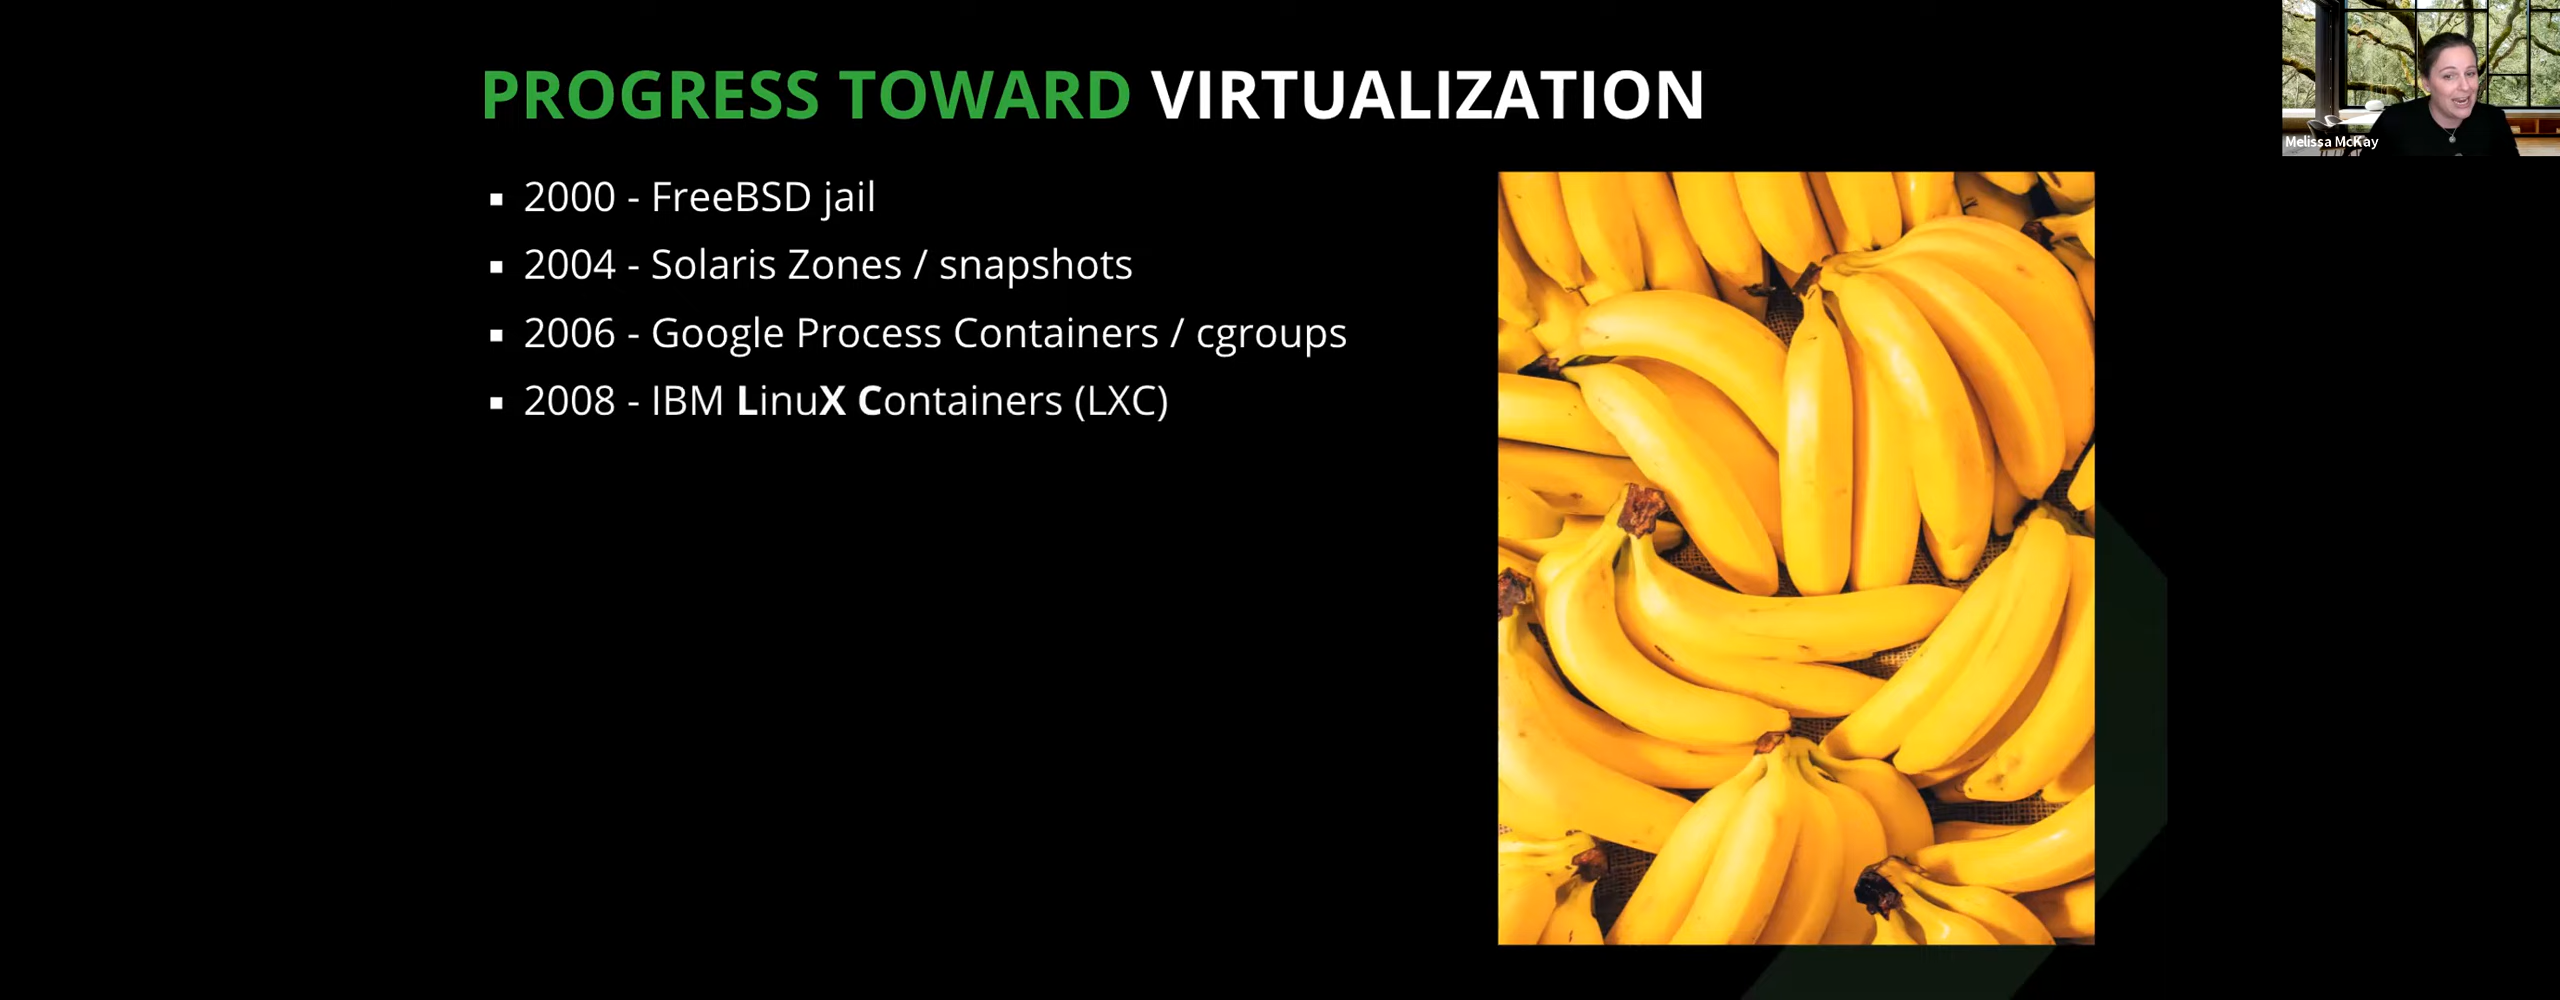 PROGRESS TOWARD VIRTUALIZATION
Melissa McKay
▪ 2000 - FreeBSD jail
▪ 2004 - Solaris Zones / snapshots
▪ 2006 - Google Process Containers / cgroups
▪ 2008 - IBM LinuX Containers (LXC)